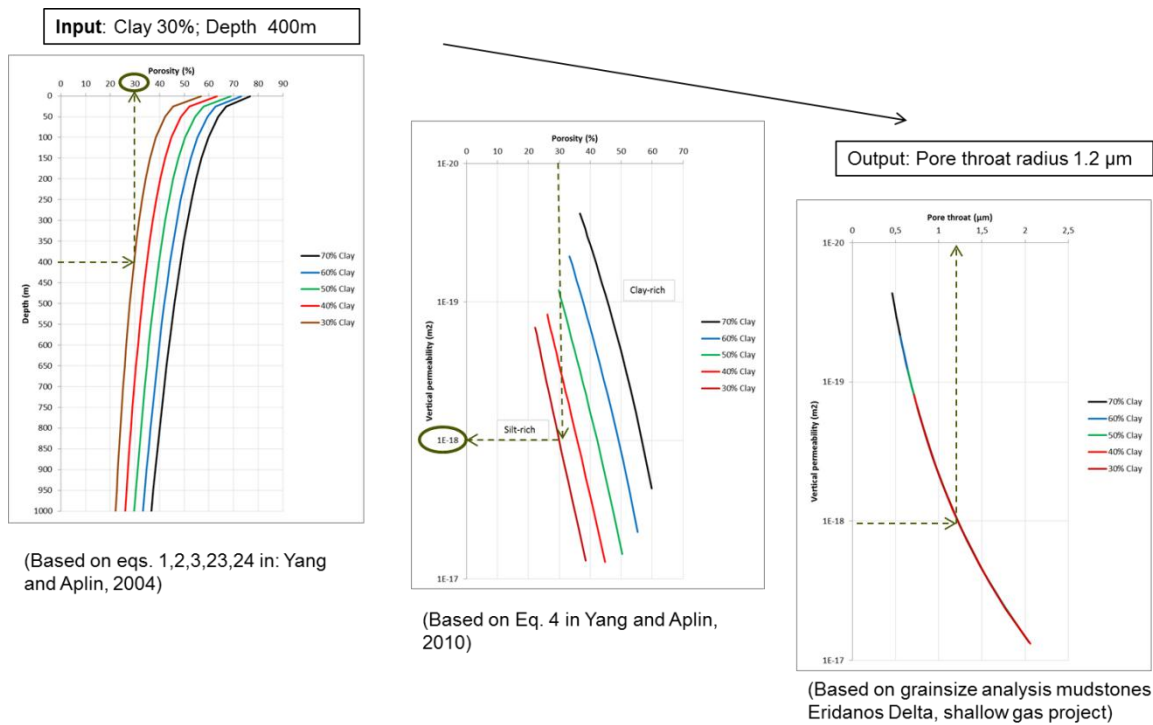 Input: Clay 30%; Depth 400m
Porosity (%)
0 10 20 30 40 50 60 70 80 90
Depth (m)
0
50
100
150
200
250
300
350
400
450
500
550
600
650
700
750
800
850
900
950
1000
70% Clay
60% Clay
50% Clay
40% Clay
30% Clay
(Based on eqs. 1,2,3,23,24 in: Yang
and Aplin, 2004)
Porosity (%)
0 10 20 30 40 50 60 70
Vertical permeability (m2)
1E-20
1E-19
1E-18
1E-17
Clay-rich
Silt-rich
70% Clay
60% Clay
50% Clay
40% Clay
30% Clay
(Based on Eq. 4 in Yang and Aplin,
2010)
Output: Pore throat radius 1.2 µm
Pore throat (µm)
0 0,5 1 1,5 2 2,5
Vertical permeability (m2)
1E-20
1E-19
1E-18
1E-17
70% Clay
60% Clay
50% Clay
40% Clay
30% Clay
(Based on grainsize analysis mudstones
Eridanos Delta, shallow gas project)